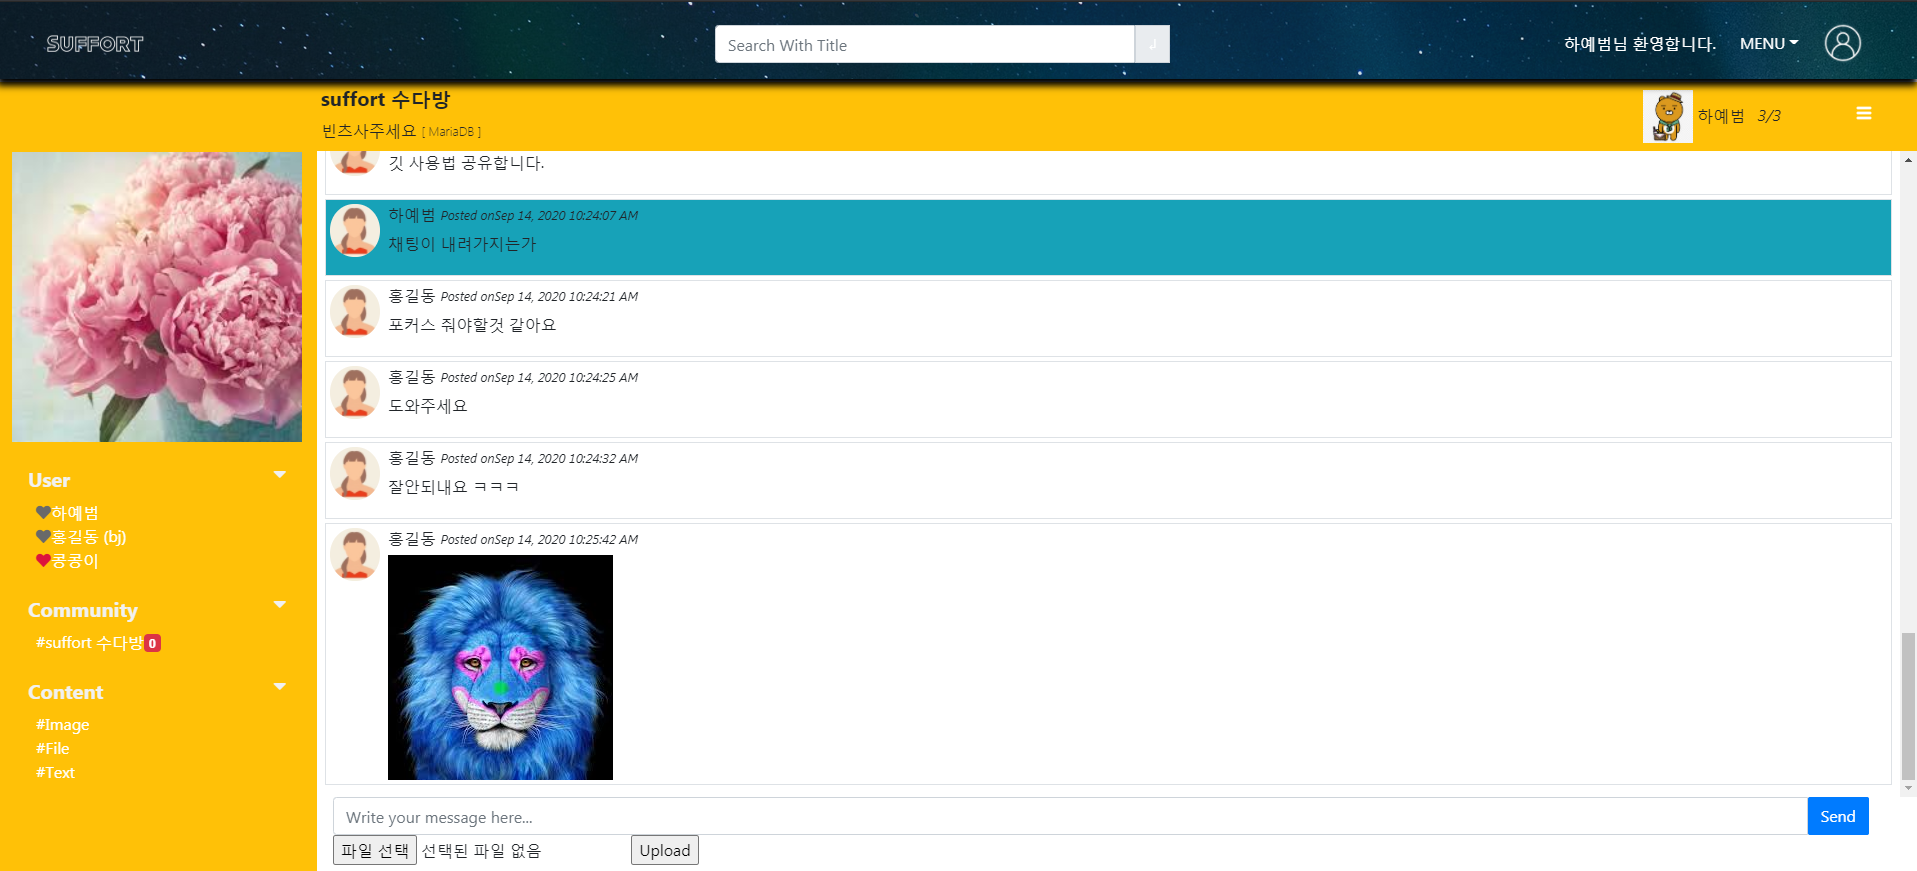 SUFFORT
Search With Title
하예범님 환영합니다. MENU
suffort 수다방
빈츠사주세요 [ MariaDB ]
하예범 3/3
User
하예범
홍길동 (bj)
콩콩이
Community
#suffort 수다방 0
Content
#Image
#File
#Text
깃 사용법 공유합니다.
하예범 Posted onSep 14, 2020 10:24:07 AM
채팅이 내려가지는가
홍길동 Posted onSep 14, 2020 10:24:21 AM
포커스 줘야할것 같아요
홍길동 Posted onSep 14, 2020 10:24:25 AM
도와주세요
홍길동 Posted onSep 14, 2020 10:24:32 AM
잘안되내요 ㅋㅋㅋ
홍길동 Posted onSep 14, 2020 10:25:42 AM
Write your message here...
Send
파일 선택 선택된 파일 없음 Upload